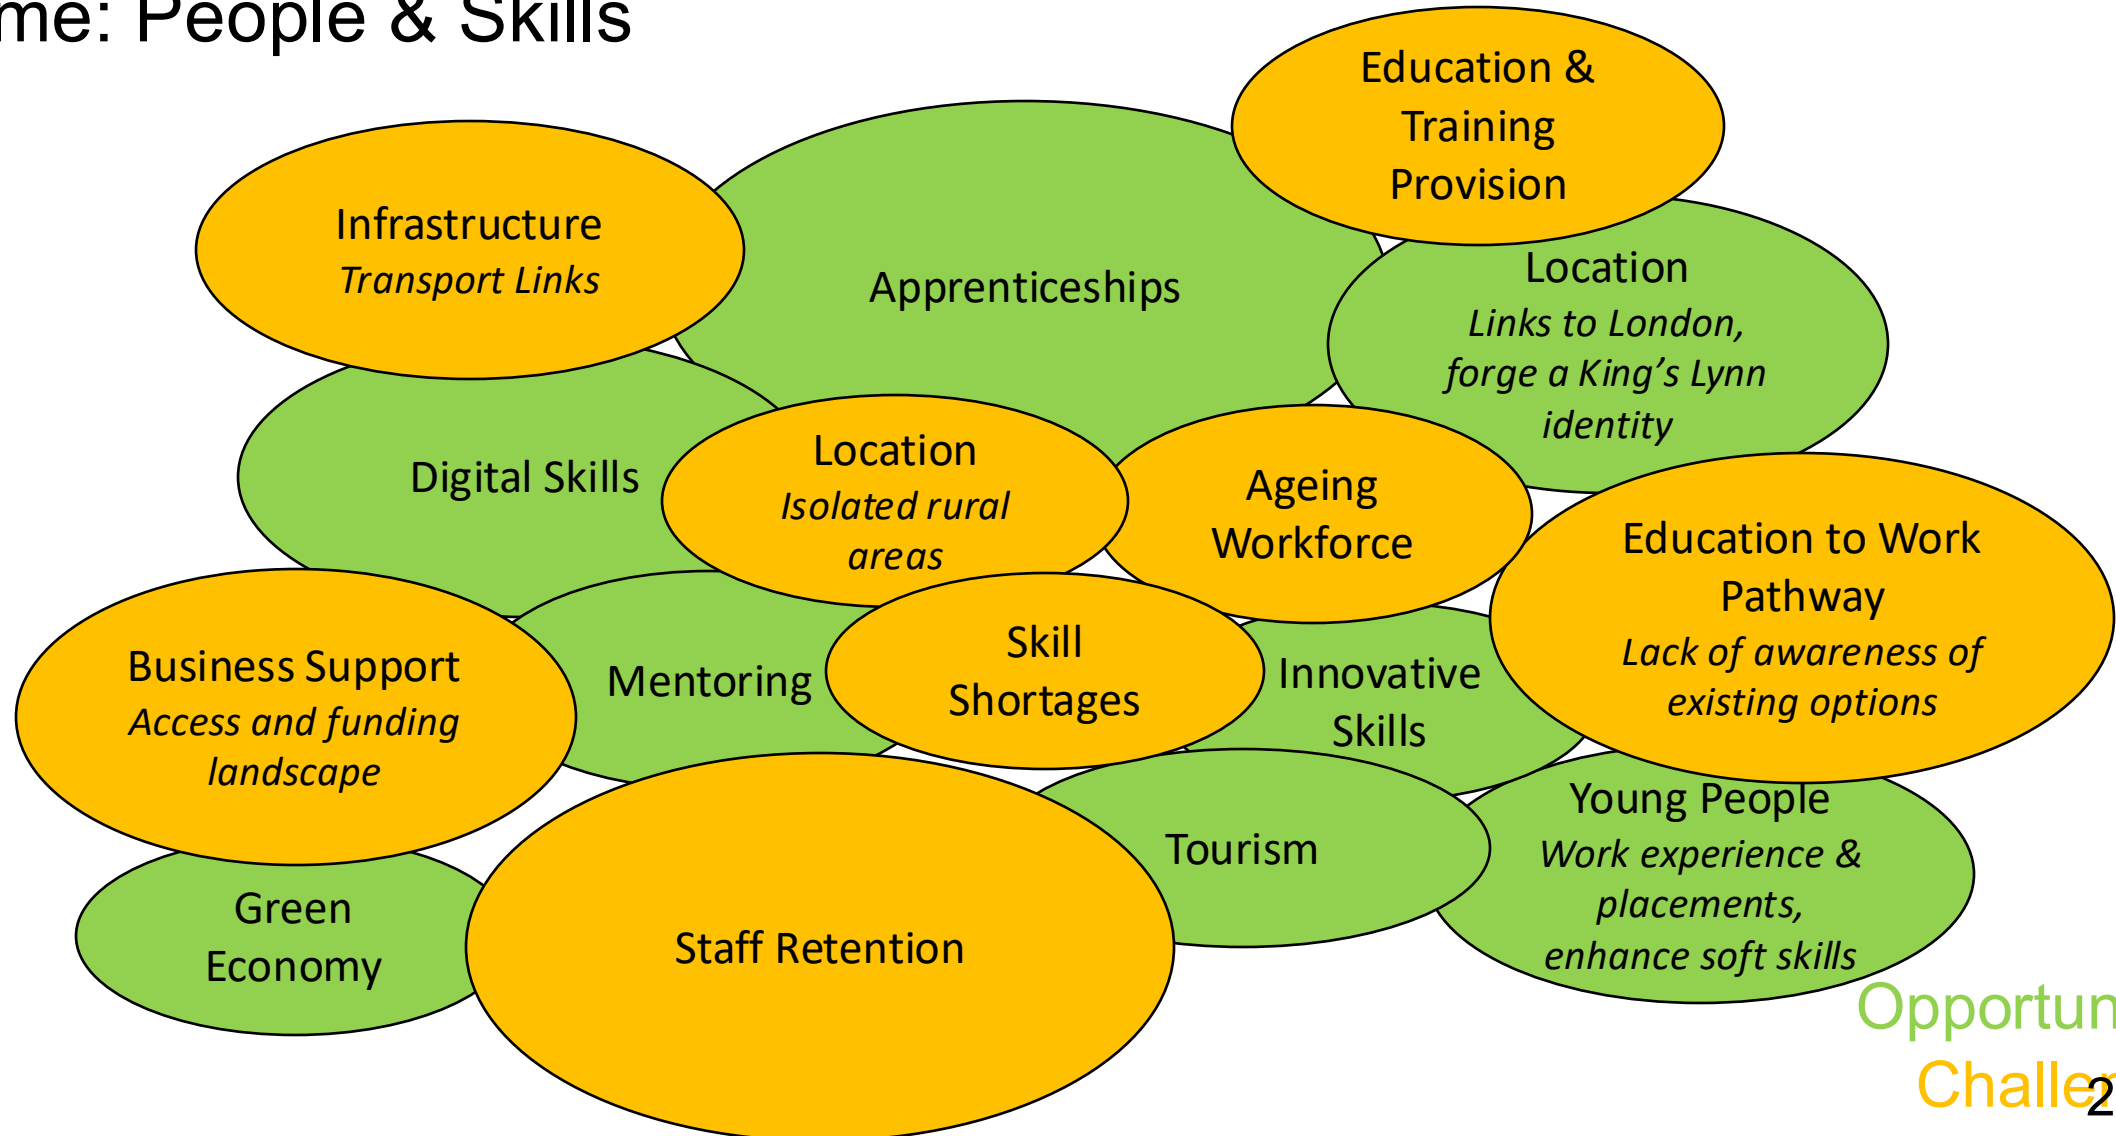 me: People & Skills
Education &
Training
Provision
Infrastructure
Transport Links
Apprenticeships
Location
Links to London,
forge a King's Lynn
identity
Digital Skills
Location
Isolated rural
areas
Ageing
Workforce
Education to Work
Pathway
Lack of awareness of
existing options
Business Support
Access and funding
landscape
Mentoring
Skill
Shortages
Innovative
Skills
Young People
Work experience &
placements,
enhance soft skills
Tourism
Green
Economy
Staff Retention
Opportun
Challen
2